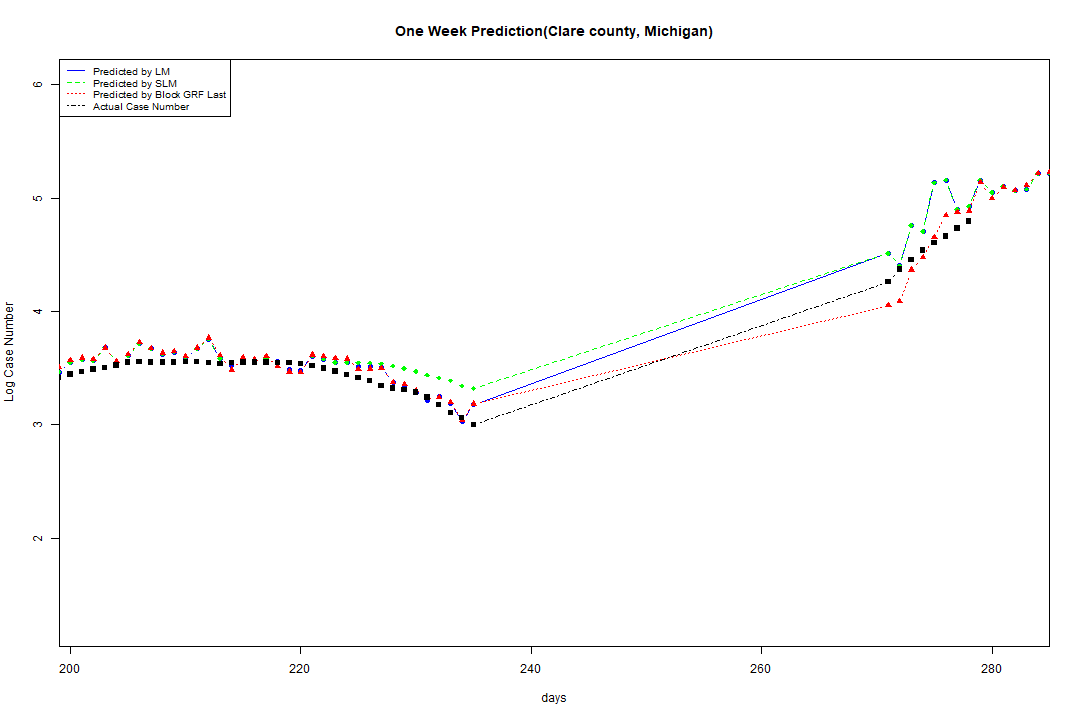 One Week Prediction(Clare county, Michigan)
Predicted by LM
Predicted by SLM
Predicted by Block GRF Last
Actual Case Number
6
5
4
3
2
Log Case Number
200 220 240 260 280
days